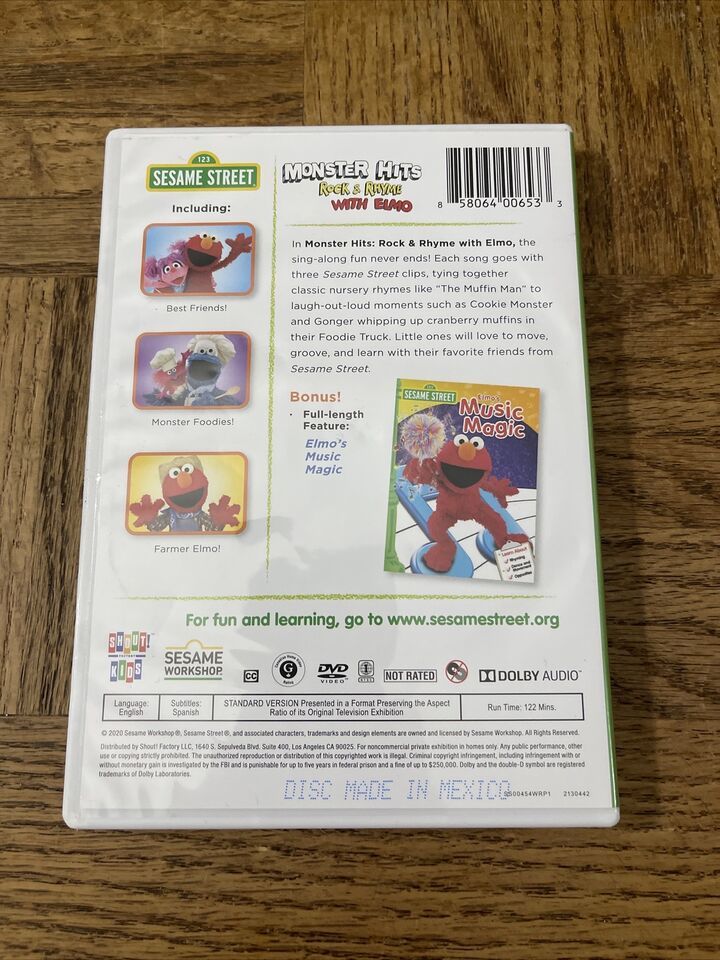 123
SESAME STREET
Including:
Best Friends!
Monster Foodies!
Farmer Elmo!
MONSTER HITS
ROCK & RHYME
WITH ELMO
8 58064 00653 3
In Monster Hits: Rock & Rhyme with Elmo, the
sing-along fun never ends! Each song goes with
three Sesame Street clips, tying together
classic nursery rhymes like "The Muffin Man" to
laugh-out-loud moments such as Cookie Monster
and Gonger whipping up cranberry muffins in
their Foodie Truck. Little ones will love to move,
groove, and learn with their favorite friends from
Sesame Street.
Bonus!
· Full-length
Feature:
Elmo's
Music
Magic
123
SESAME STREET
Elmo's
Music
Magic
Learn About
Rhyming
Dance and
Movement
Opposites
For fun and learning, go to www.sesamestreet.org
SHOUT!
FACTORY
KIDS
SESAME
WORKSHOP
CC
G
DVD
VIDEO
NOT RATED
DOLBY AUDIO™
Language:
English
Subtitles:
Spanish
STANDARD VERSION Presented in a Format Preserving the Aspect
Ratio of its Original Television Exhibition
Run Time: 122 Mins.
© 2020 Sesame Workshop®, Sesame Street®, and associated characters, trademarks and design elements are owned and licensed by Sesame Workshop. All Rights Reserved.
Distributed by Shout! Factory LLC, 1640 S. Sepulveda Blvd. Suite 400, Los Angeles CA 90025. For noncommercial private exhibition in homes only. Any public performance, other
use or copying strictly prohibited. The unauthorized reproduction or distribution of this copyrighted work is illegal. Criminal copyright infringement, including infringement with or
without monetary gain is investigated by the FBI and is punishable for up to five years in federal prison and a fine of up to $250,000. Dolby and the double-D symbol are registered
trademarks of Dolby Laboratories.
DISC MADE IN MEXICO
SS00454WRP1 2130442